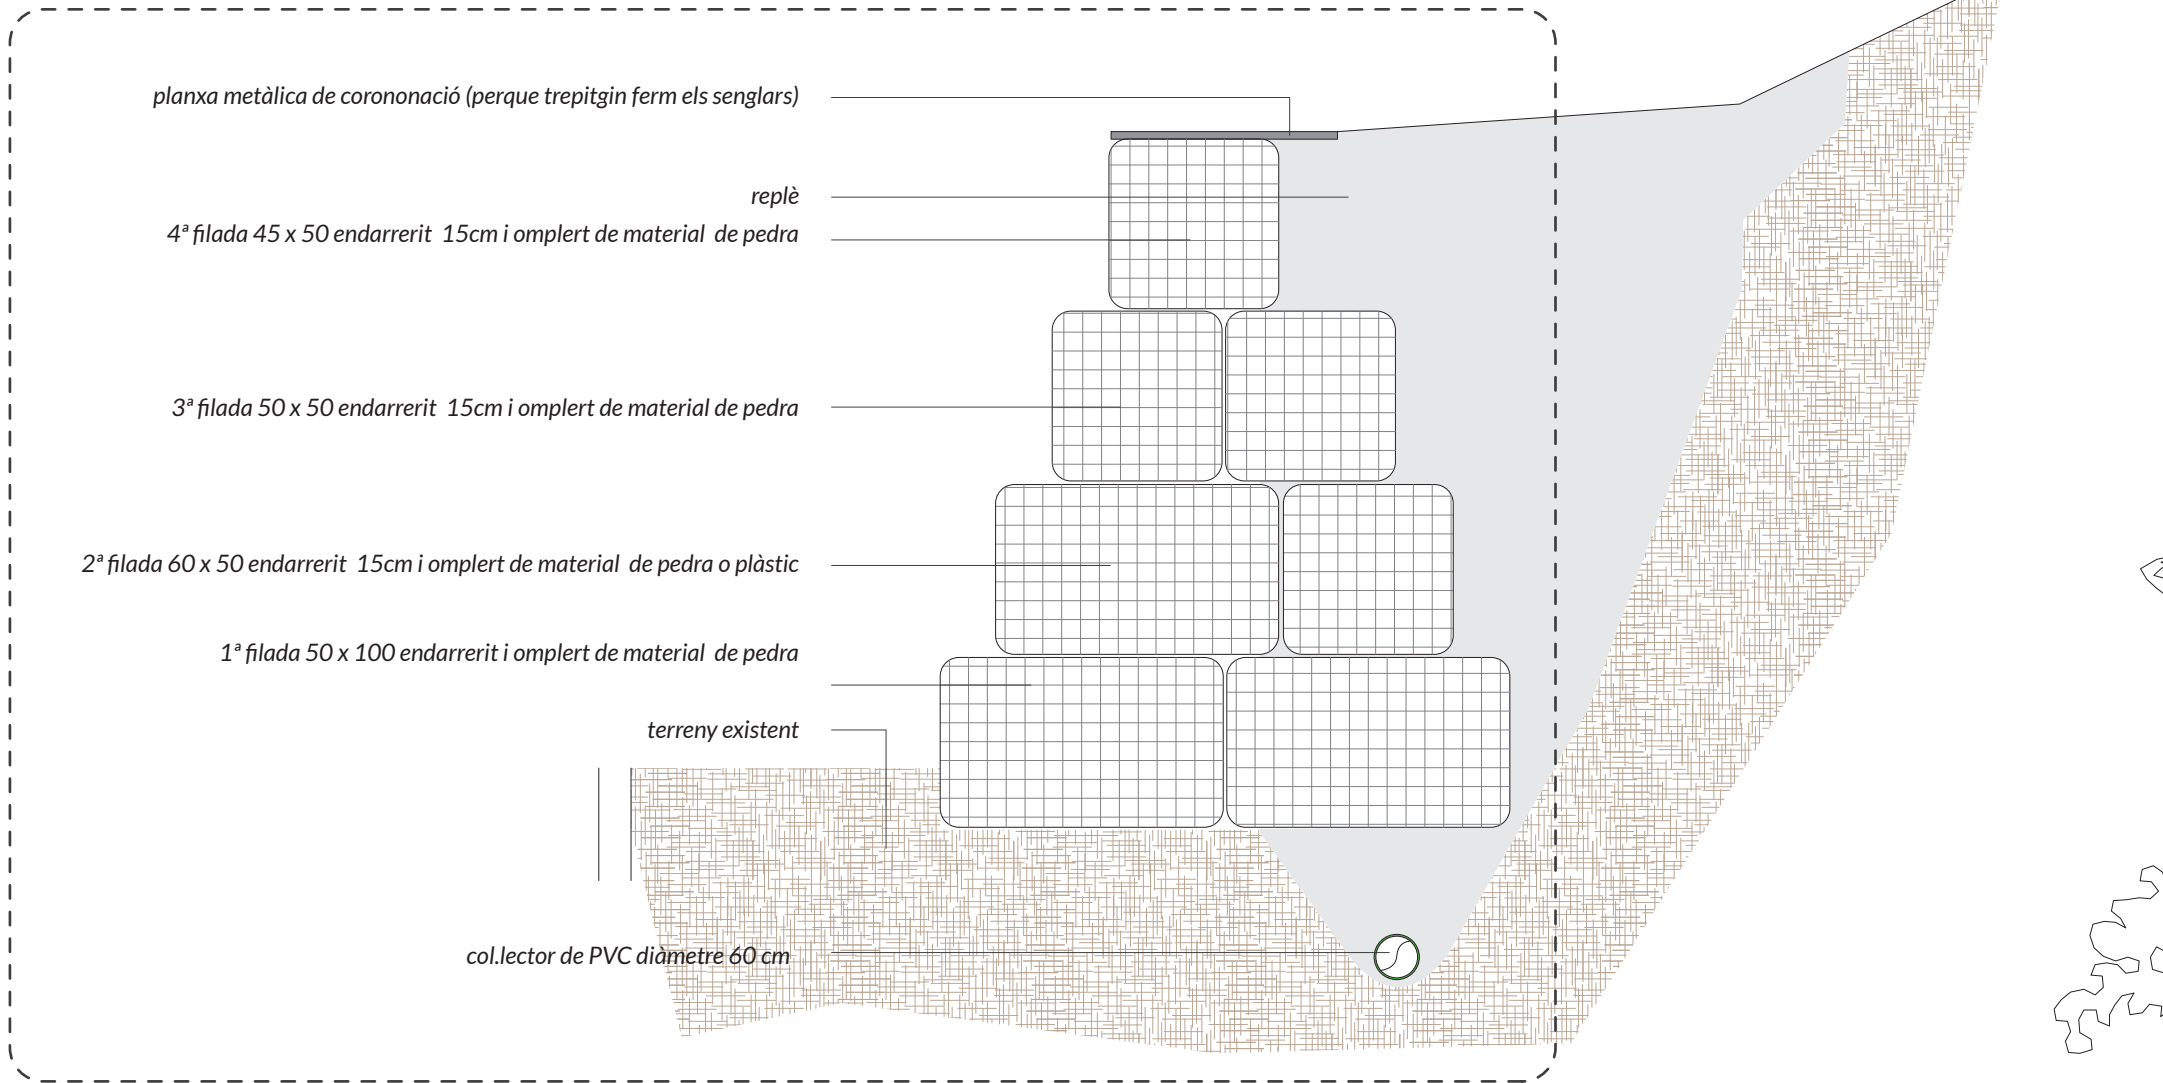 planxa metàlica de corononació (perque trepitgin ferm els senglars)
replè
4ª filada 45 x 50 endarrerit  15cm i omplert de material  de pedra
3ª filada 50 x 50 endarrerit  15cm i omplert de material de pedra
2ª filada 60 x 50 endarrerit  15cm i omplert de material  de pedra o plàstic
1ª filada 50 x 100 endarrerit i omplert de material  de pedra
terreny existent
col.lector de PVC diàmetre 60 cm